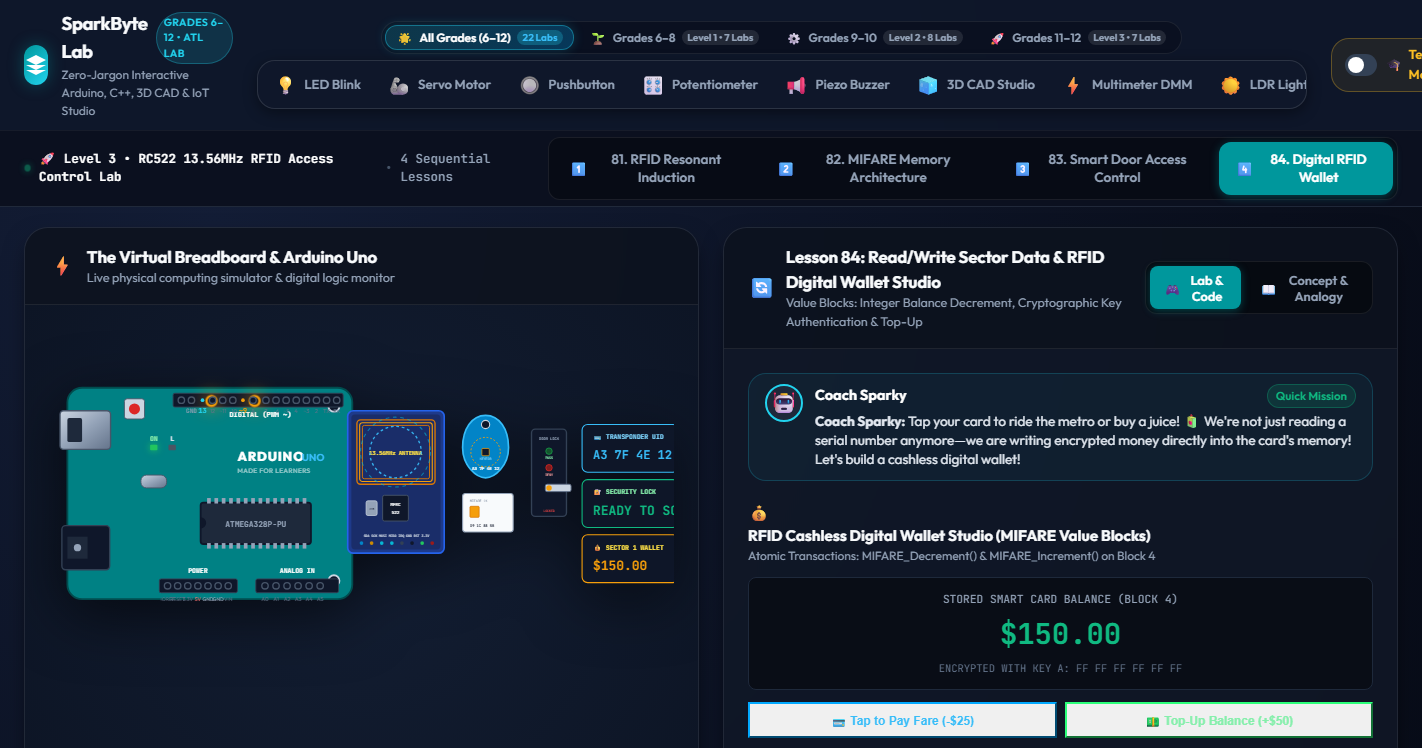 SparkByte
Lab
GRADES 6–
12 • ATL
LAB
Zero-Jargon Interactive
Arduino, C++, 3D CAD & IoT
Studio
All Grades (6–12) 22 Labs
Grades 6–8 Level 1 • 7 Labs
Grades 9–10 Level 2 • 8 Labs
Grades 11–12 Level 3 • 7 Labs
LED Blink
Servo Motor
Pushbutton
Potentiometer
Piezo Buzzer
3D CAD Studio
Multimeter DMM
LDR Light
Level 3 • RC522 13.56MHz RFID Access
Control Lab
4 Sequential
Lessons
1
81. RFID Resonant
Induction
2
82. MIFARE Memory
Architecture
3
83. Smart Door Access
Control
4
84. Digital RFID
Wallet
The Virtual Breadboard & Arduino Uno
Live physical computing simulator & digital logic monitor
GND 13
DIGITAL (PWM ~)
ON L
ARDUINO UNO
MADE FOR LEARNERS
ATMEGA328P-PU
POWER
ANALOG IN
13.56MHz ANTENNA
TRANSPONDER UID
A3 7F 4E 12
SECURITY LOCK
READY TO SC
SECTOR 1 WALLET
$150.00
Lesson 84: Read/Write Sector Data & RFID
Digital Wallet Studio
Value Blocks: Integer Balance Decrement, Cryptographic Key
Authentication & Top-Up
Lab &
Code
Concept &
Analogy
Coach Sparky
Quick Mission
Coach Sparky: Tap your card to ride the metro or buy a juice! 🧃 We're not just reading a
serial number anymore—we are writing encrypted money directly into the card's memory!
Let's build a cashless digital wallet!
RFID Cashless Digital Wallet Studio (MIFARE Value Blocks)
Atomic Transactions: MIFARE_Decrement() & MIFARE_Increment() on Block 4
STORED SMART CARD BALANCE (BLOCK 4)
$150.00
ENCRYPTED WITH KEY A: FF FF FF FF FF FF
Tap to Pay Fare (-$25)
Top-Up Balance (+$50)